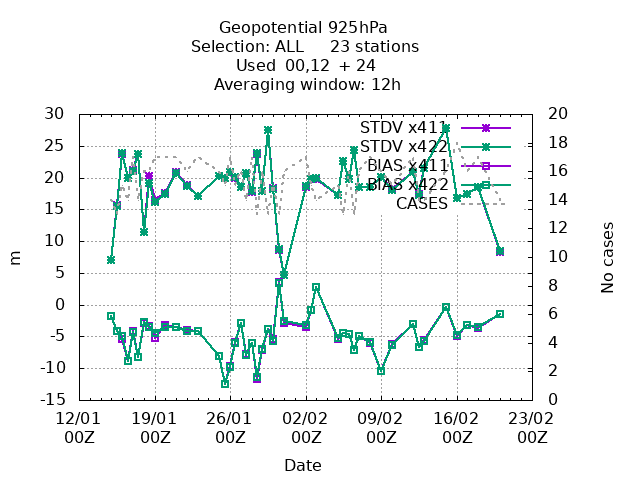 Geopotential 925hPa
Selection: ALL 23 stations
Used 00,12 + 24
Averaging window: 12h
30
25
20
15
10
5
0
-5
-10
-15
m
20
18
16
14
12
10
8
6
4
2
0
No cases
STDV x411
STDV x422
BIAS x411
BIAS x422
CASES
12/01 19/01 26/01 02/02 09/02 16/02 23/02
00Z 00Z 00Z 00Z 00Z 00Z 00Z
Date